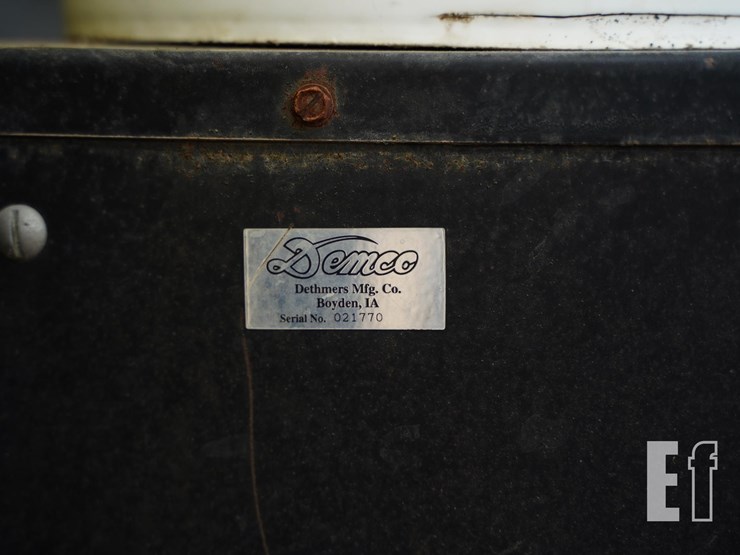 Demco
Dethmers Mfg. Co.
Boyden, IA
Serial No. 021770
Ef